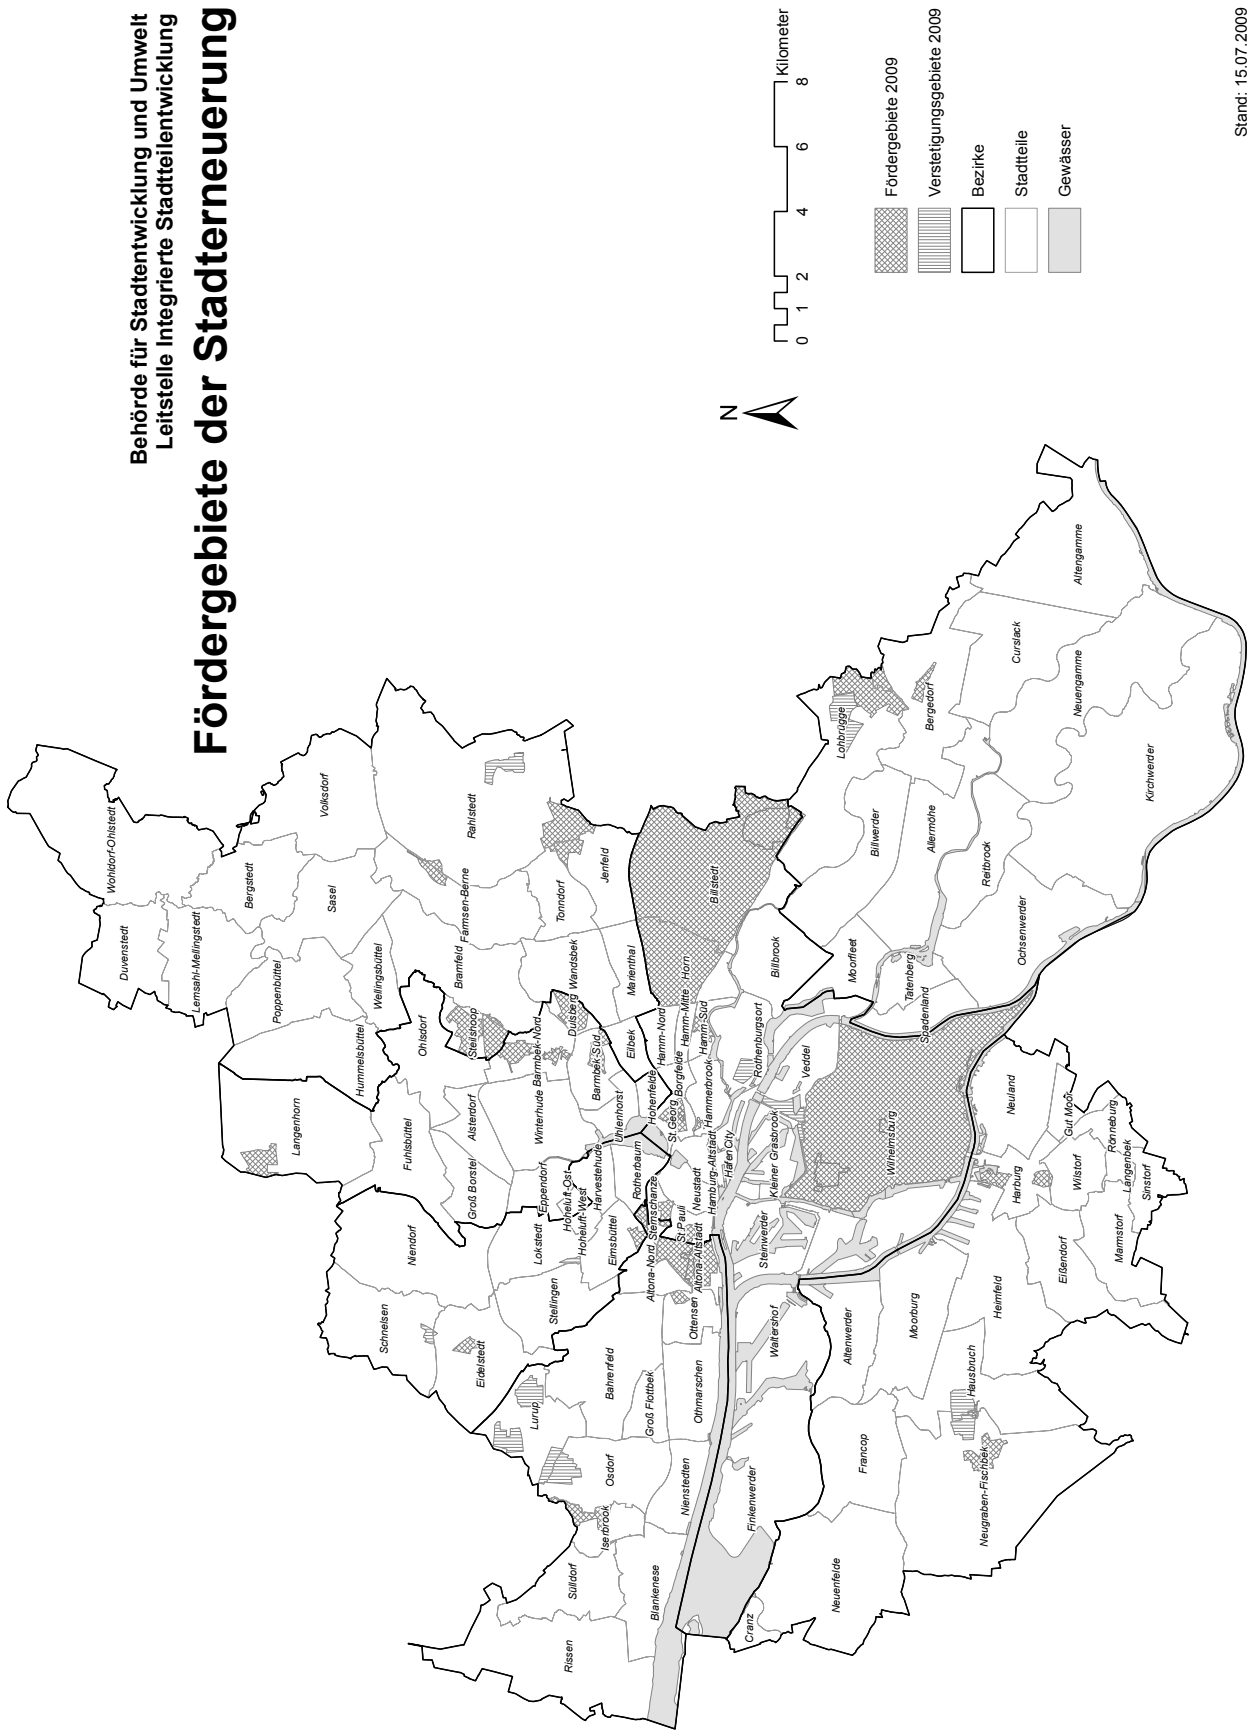 Behörde für Stadtentwicklung und Umwelt
Leitstelle Integrierte Stadtteilentwicklung
Fördergebiete der Stadterneuerung
Wohldorf-Ohlstedt
Duvenstedt
Lemsahl-Mellingstedt
Bergstedt
Volksdorf
Sasel
Poppenbüttel
Wellingsbüttel
Hummelsbüttel
Langenhorn
Ohlsdorf
Fuhlsbüttel
Alsterdorf
Groß Borstel
Niendorf
Schnelsen
Eidelstedt
Rahlstedt
Farmsen-Berne
Bramfeld
Steilshoop
Tonndorf
Jenfeld
Wandsbek
Marienthal
Dulsberg
Barmbek-Nord
Barmbek-Süd
Winterhude
Eilbek
Uhlenhorst
Hohenfelde
Eppendorf
Hoheluft-Ost
Hoheluft-West
Harvestehude
Rotherbaum
Eimsbüttel
Lokstedt
Stellingen
Lurup
Osdorf
Bahrenfeld
Groß Flottbek
Othmarschen
Ottensen
Altona-Nord
Altona-Altstadt
Sternschanze
St.Pauli
Neustadt
Hamburg-Altstadt
HafenCity
St.Georg
Hammerbrook
Borgfelde
Hamm-Nord
Hamm-Mitte
Hamm-Süd
Horn
Billstedt
Billbrook
Rothenburgsort
Veddel
Kleiner Grasbrook
Steinwerder
Waltershof
Finkenwerder
Nienstedten
Blankenese
Iserbrook
Sülldorf
Rissen
Cranz
Neuenfelde
Francop
Altenwerder
Moorburg
Hausbruch
Neugraben-Fischbek
Heimfeld
Eißendorf
Marmstorf
Harburg
Wilstorf
Langenbek
Sinstorf
Rönneburg
Gut Moor
Neuland
Wilhelmsburg
Moorfleet
Tatenberg
Spadenland
Ochsenwerder
Reitbrook
Allermöhe
Billwerder
Lohbrügge
Bergedorf
Curslack
Altengamme
Neuengamme
Kirchwerder
N
0 1 2 4 6 8
Kilometer
Fördergebiete 2009
Verstetigungsgebiete 2009
Bezirke
Stadtteile
Gewässer
Stand: 15.07.2009